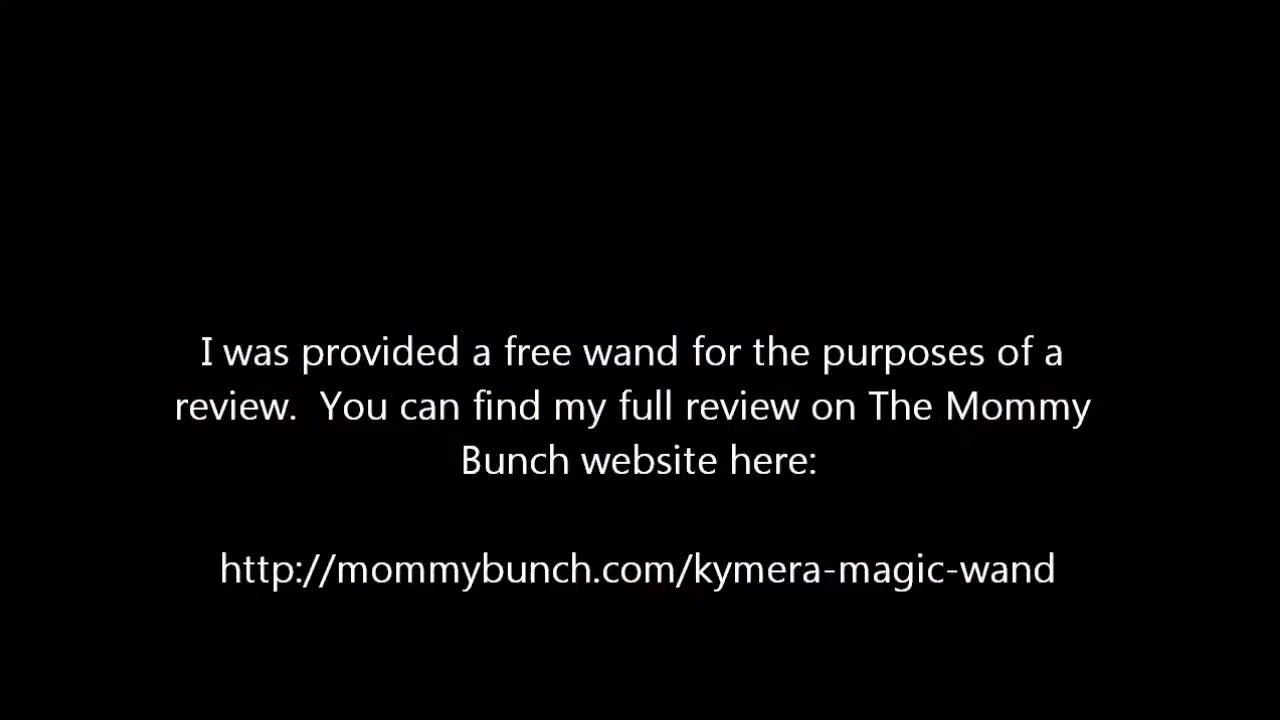 I was provided a free wand for the purposes of a
review.  You can find my full review on The Mommy
Bunch website here:
http://mommybunch.com/kymera-magic-wand